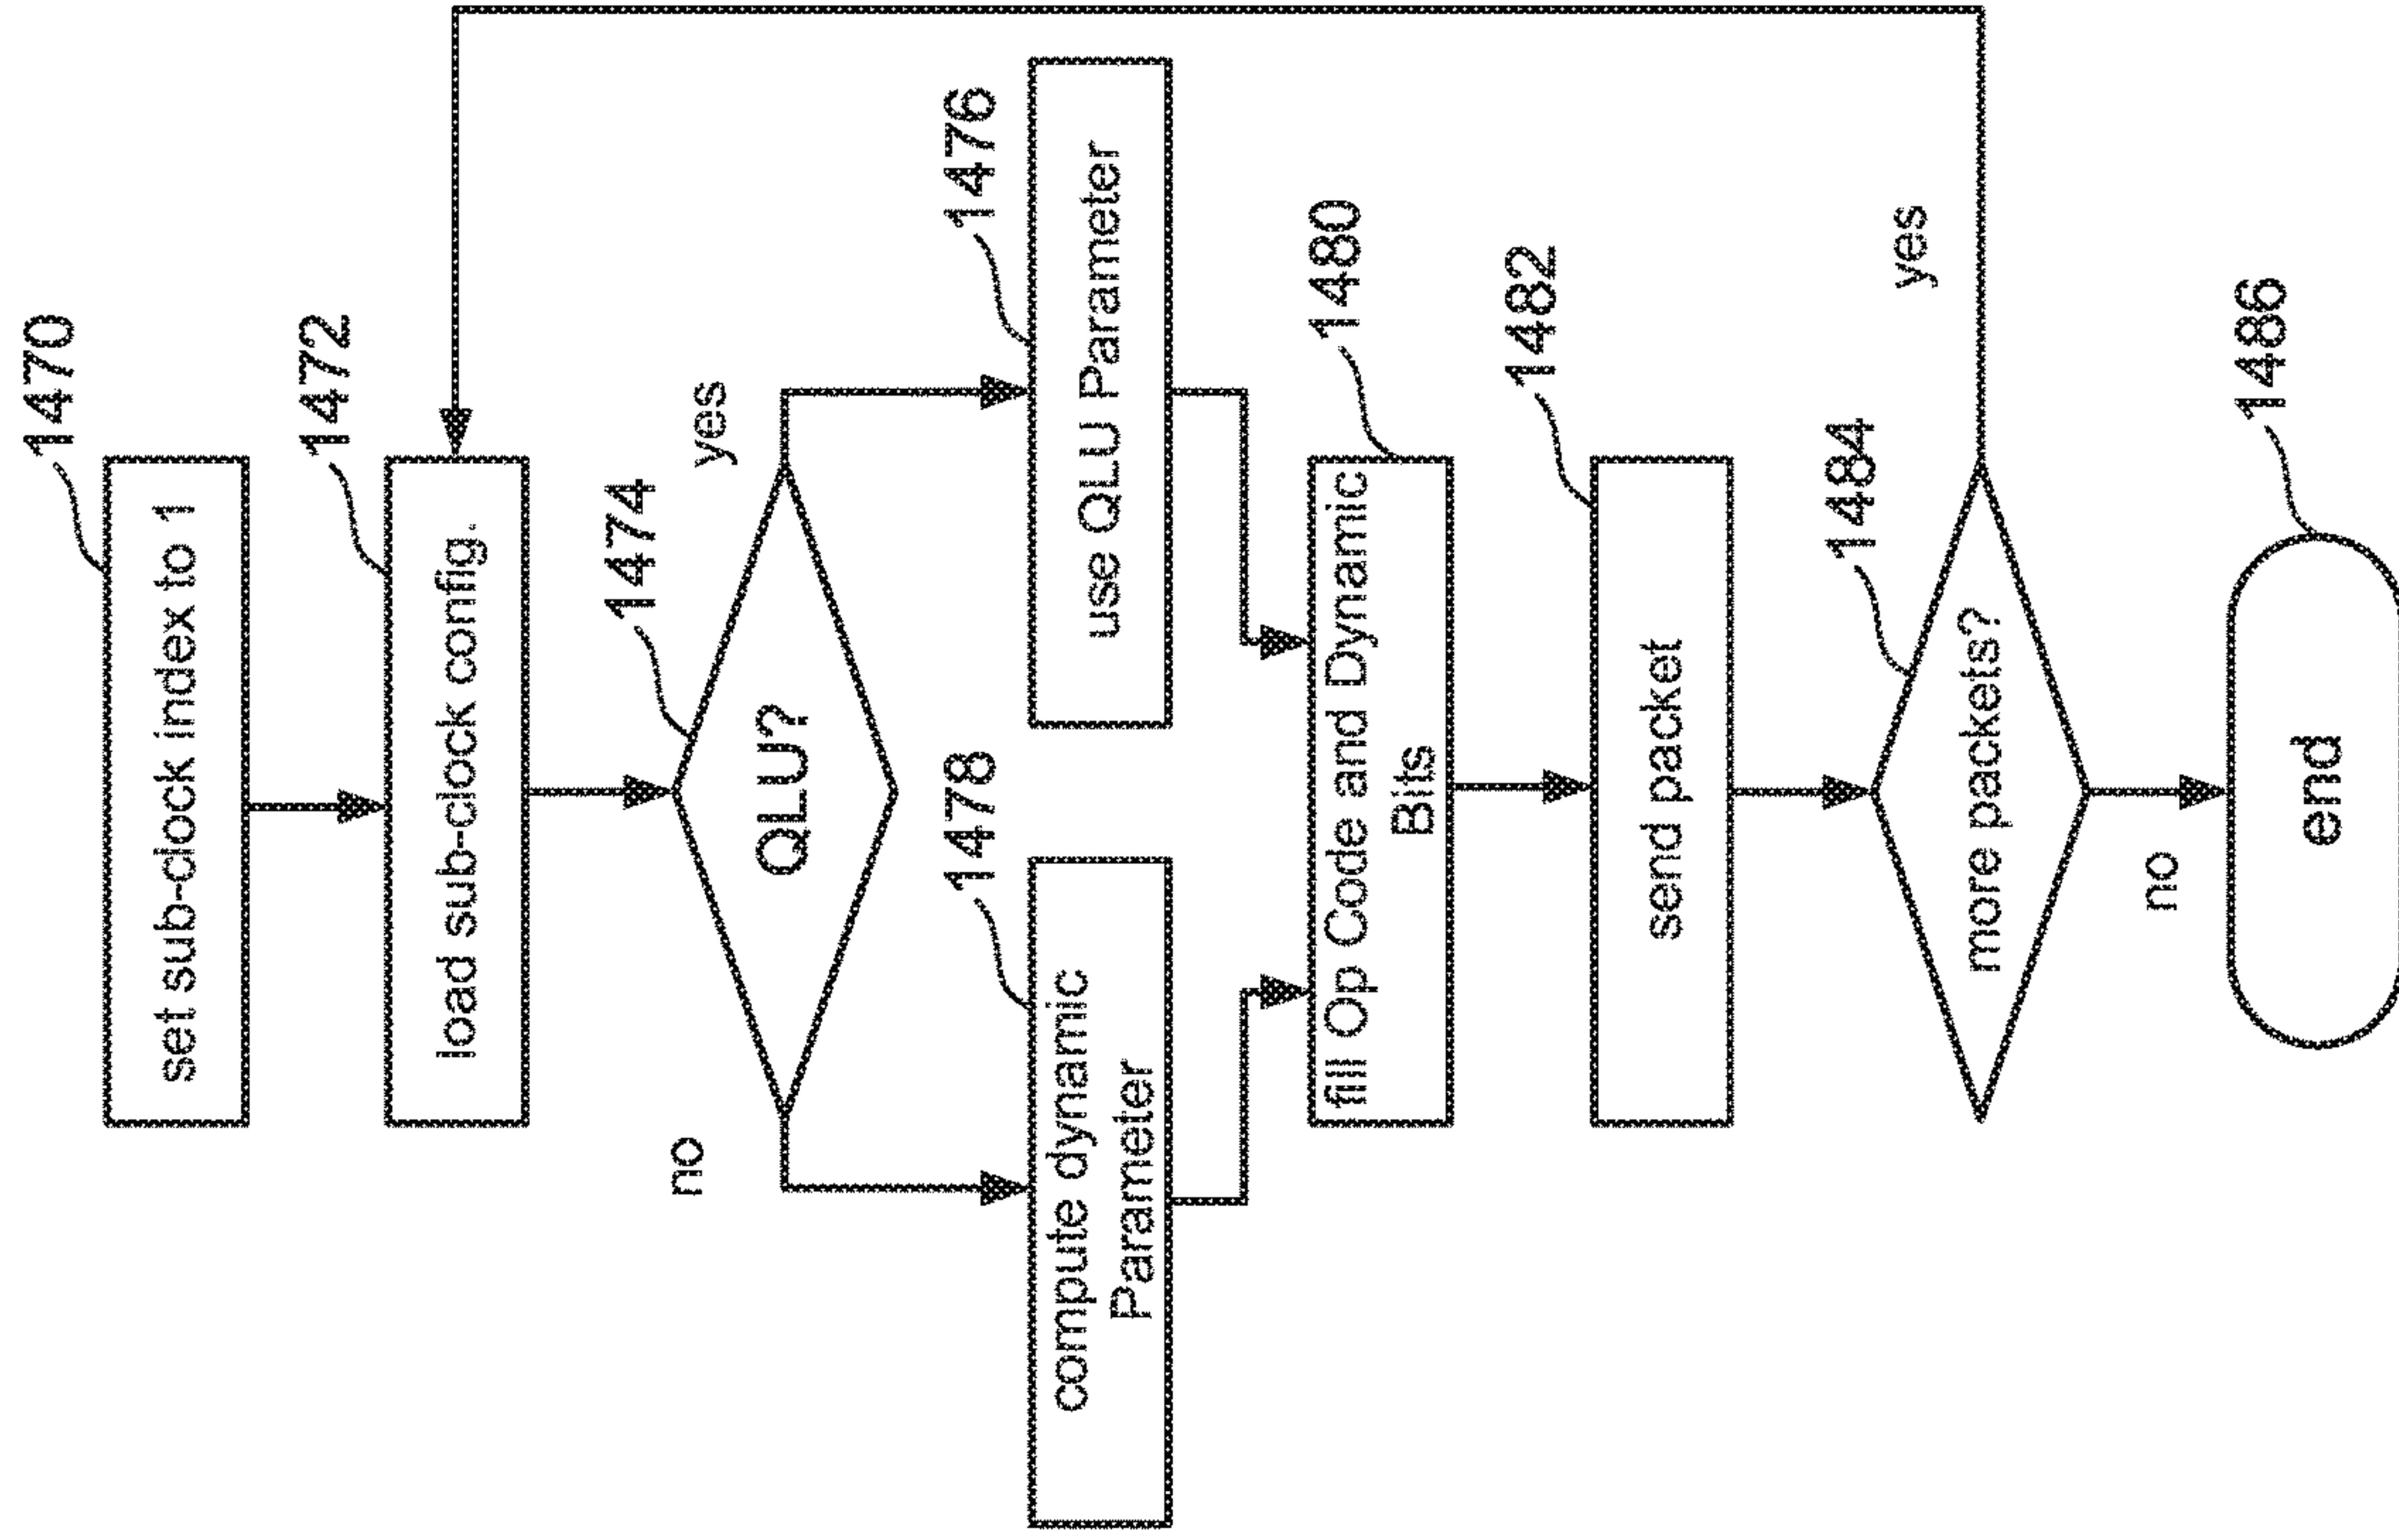 1470
set sub-clock index to 1
1472
load sub-clock config.
1474
QLU?
yes
no
1478
compute dynamic
Parameter
1476
use QLU Parameter
1480
fill Op Code and Dynamic
Bits
1482
send packet
1484
more packets?
yes
no
1486
end